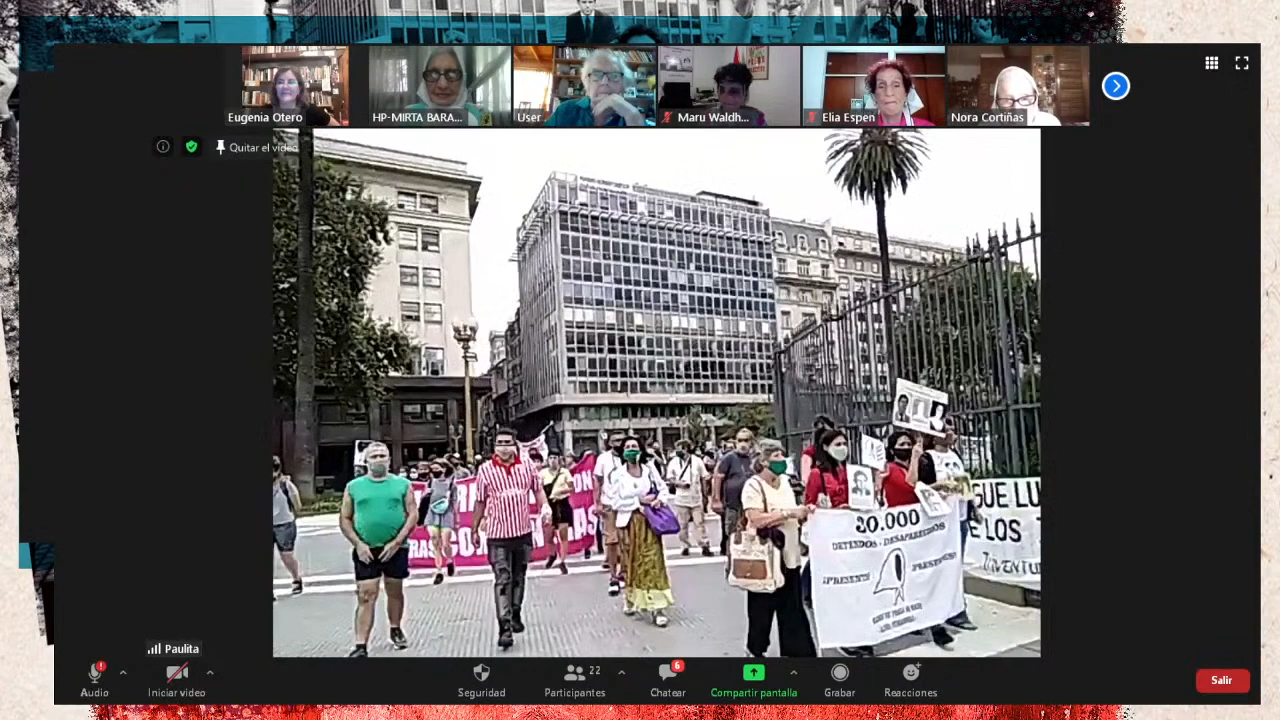 Eugenia Otero
HP-MIRTA BARA...
User
Maru Waldh...
Elia Espen
Nora Cortiñas
Quitar el video
30.000
DETENIDOS - DESAPARECIDOS
¡PRESENTE
GUE LU
E LOS
JUVENTU
Paulita
6
22
Audio
Iniciar video
Seguridad
Participantes
Chatear
Compartir pantalla
Grabar
Reacciones
Salir